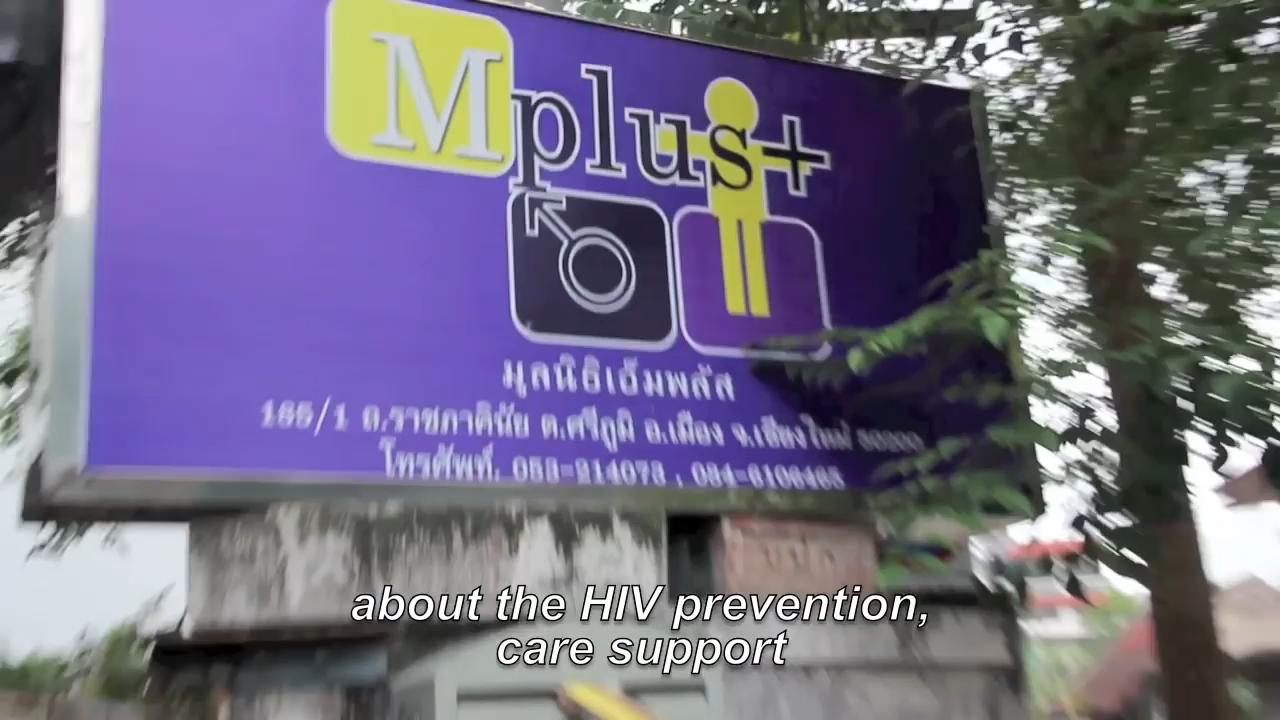 Mplus+
มูลนิธิเอ็มพลัส
ถ.ราชภาคินัย ต.ศรีภูมิ อ.เมือง จ.เชียงใหม่
โทรศัพท์. 053-214073 ,
about the HIV prevention,
care support